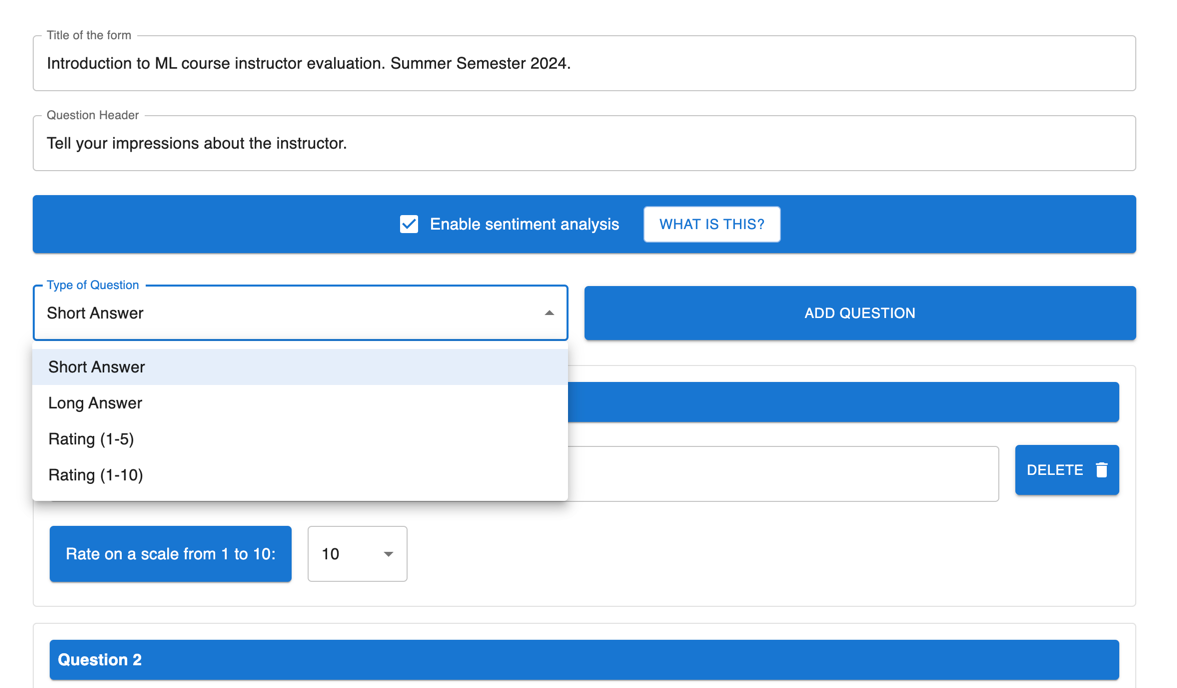 Title of the form
Introduction to ML course instructor evaluation. Summer Semester 2024.
Question Header
Tell your impressions about the instructor.
Enable sentiment analysis WHAT IS THIS?
Type of Question
Short Answer ADD QUESTION
Short Answer
Long Answer
Rating (1-5)
Rating (1-10)
DELETE
Rate on a scale from 1 to 10: 10
Question 2